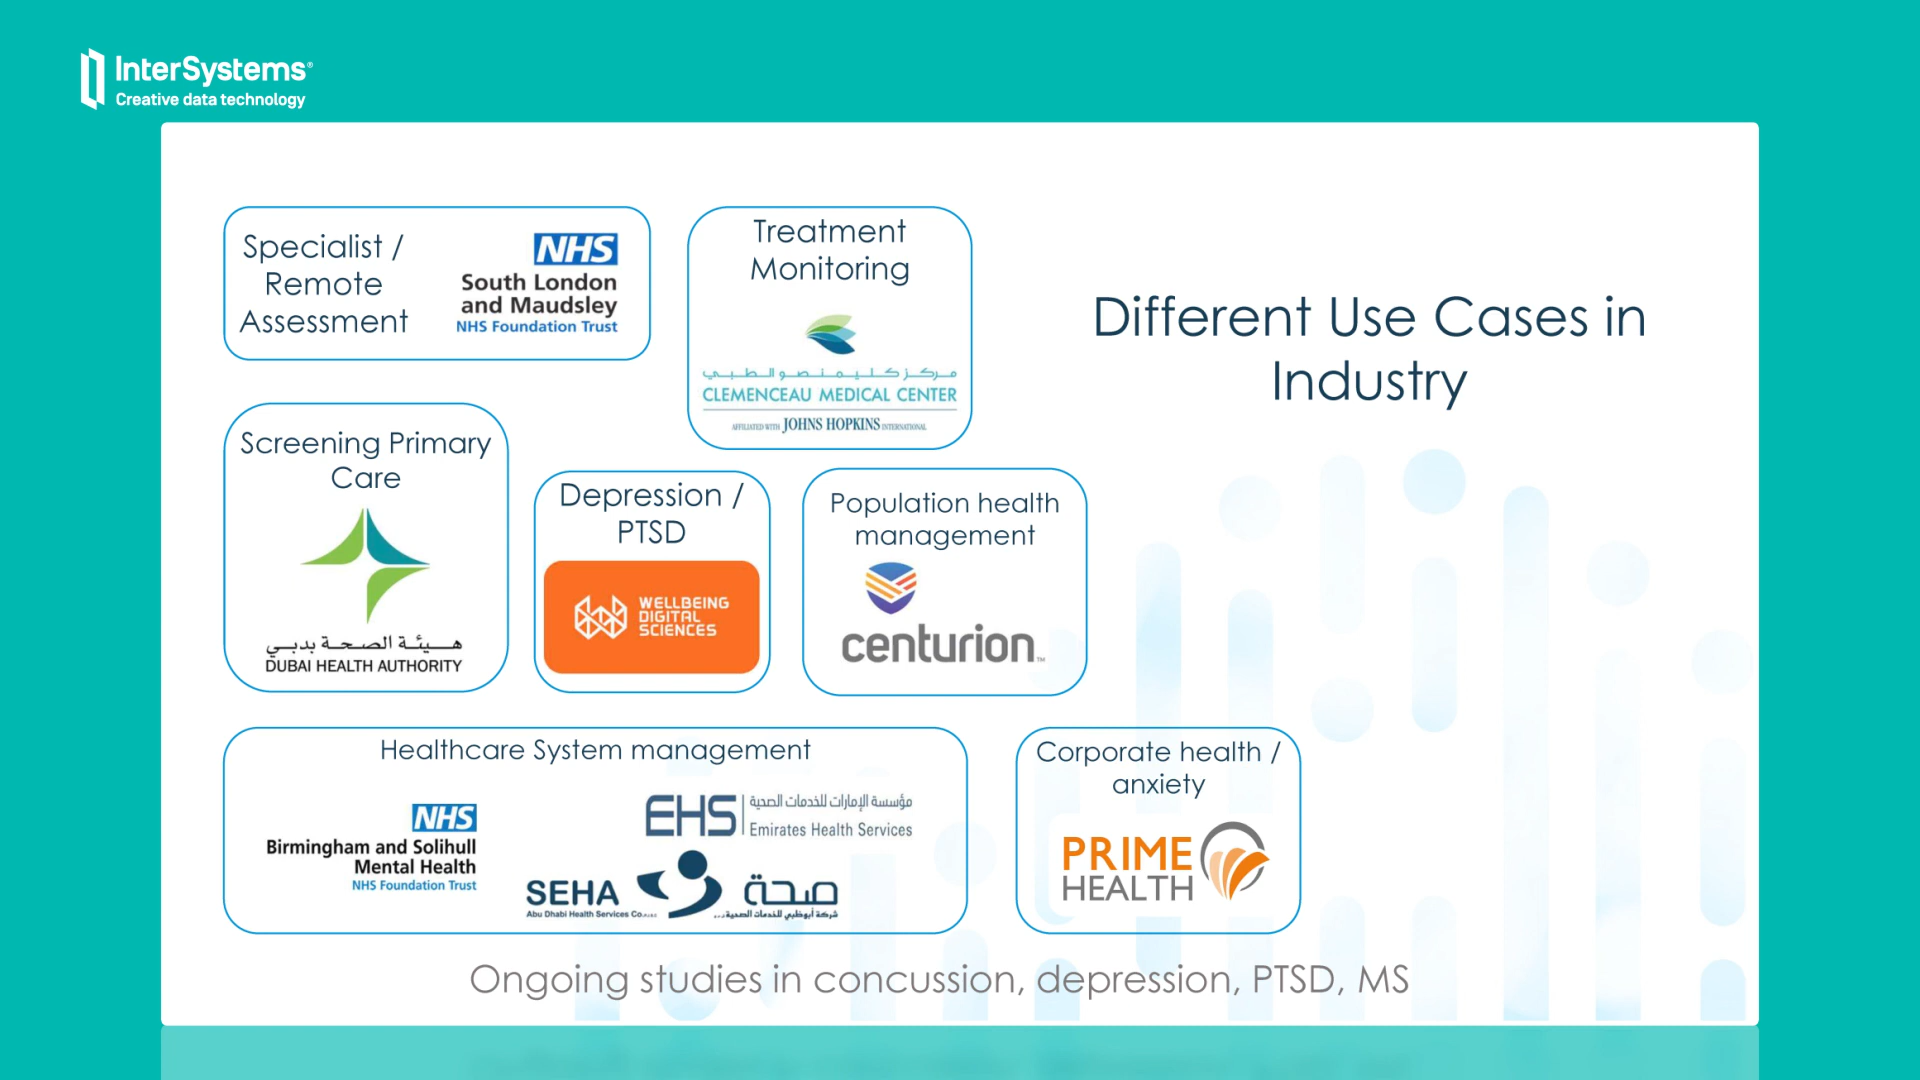 InterSystems®
Creative data technology
Specialist /
Remote
Assessment
NHS
South London
and Maudsley
NHS Foundation Trust
Treatment
Monitoring
مركز كليمنصو الطبي
CLEMENCEAU MEDICAL CENTER
AFFILIATED WITH JOHNS HOPKINS INTERNATIONAL
Different Use Cases in
Industry
Screening Primary
Care
هيئة الصحة بدبي
DUBAI HEALTH AUTHORITY
Depression /
PTSD
WELLBEING
DIGITAL
SCIENCES
Population health
management
centurion™
Healthcare System management
NHS
Birmingham and Solihull
Mental Health
NHS Foundation Trust
EHS
مؤسسة الإمارات للخدمات الصحية
Emirates Health Services
SEHA صحة
Abu Dhabi Health Services Co.
شركة أبوظبي للخدمات الصحية
Corporate health /
anxiety
PRIME
HEALTH
Ongoing studies in concussion, depression, PTSD, MS